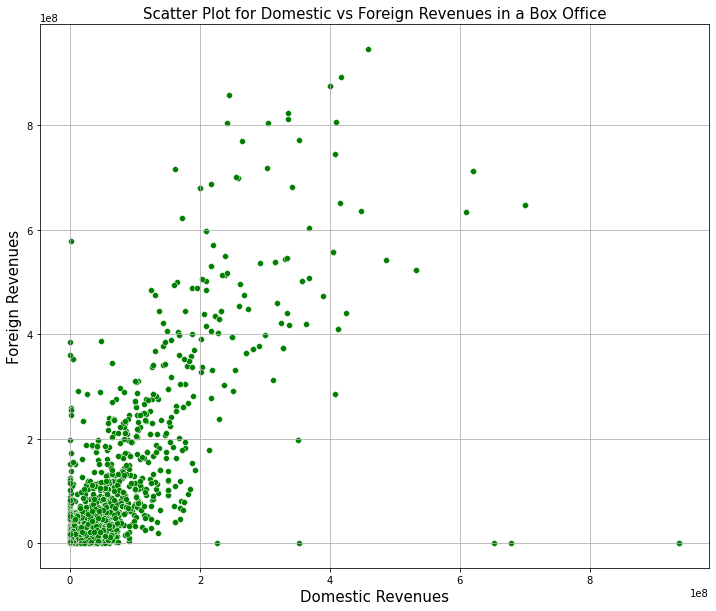 Scatter Plot for Domestic vs Foreign Revenues in a Box Office
1e8
8
6
4
2
0
Foreign Revenues
0 2 4 6 8
1e8
Domestic Revenues